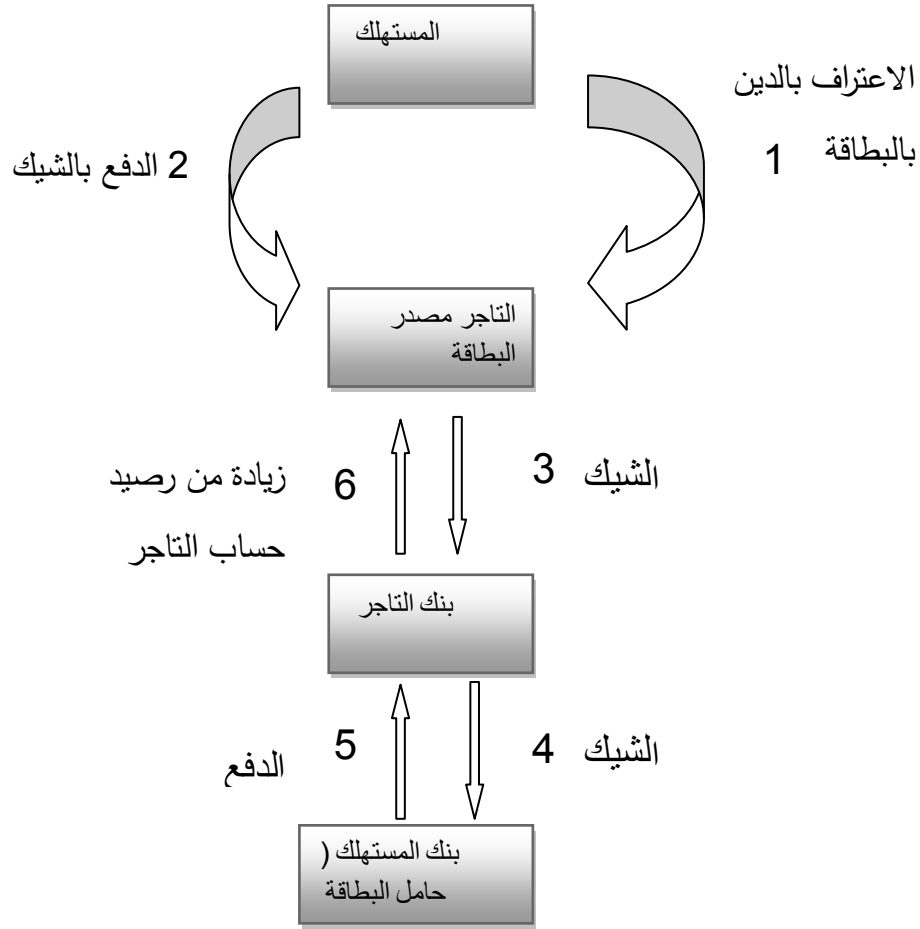 المستهلك
الاعتراف بالدين
بالبطاقة 1
2 الدفع بالشيك
التاجر مصدر
البطاقة
الشيك 3
6 زيادة من رصيد
حساب التاجر
بنك التاجر
الشيك 4
5 الدفع
بنك المستهلك (
حامل البطاقة